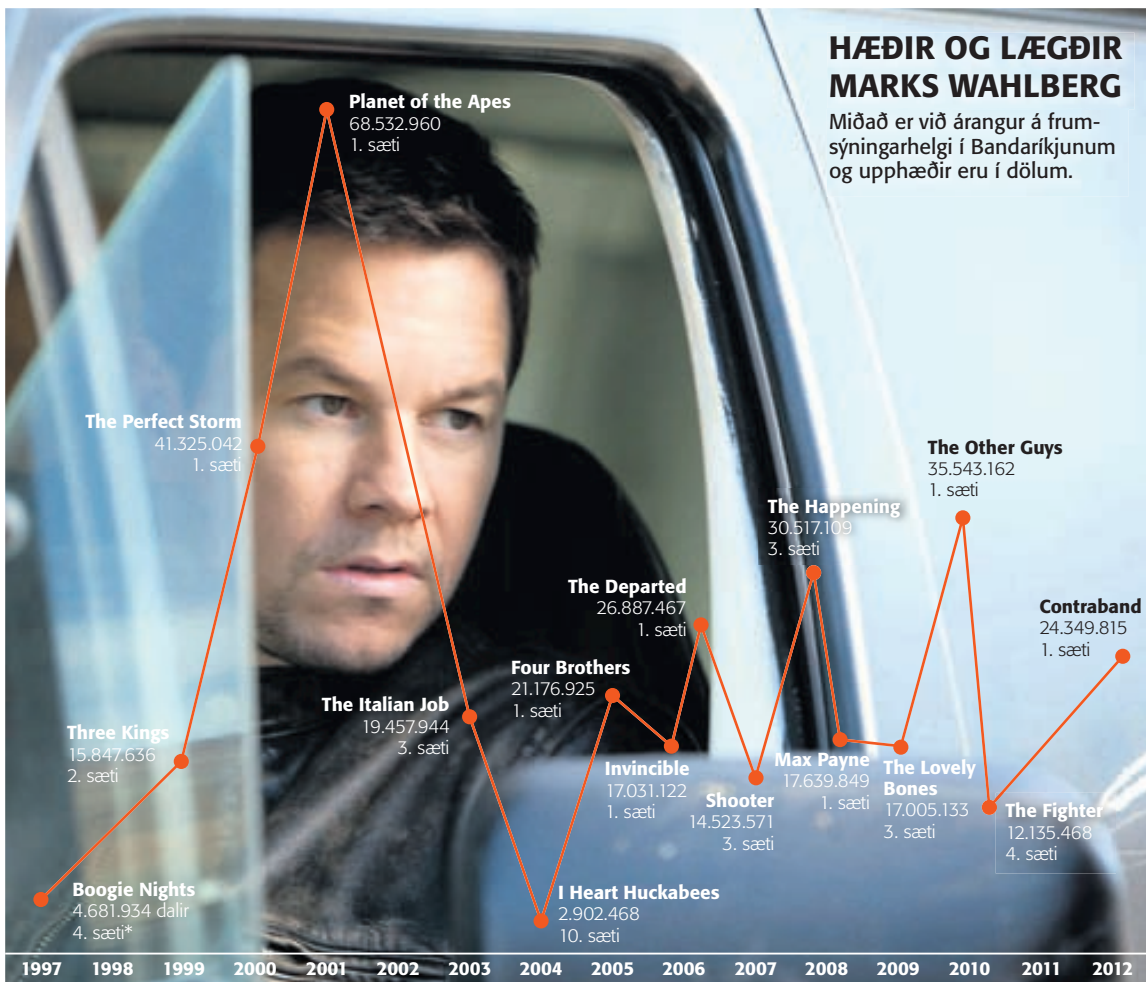 HÆÐIR OG LÆGÐIR
MARKS WAHLBERG
Miðað er við árangur á frum-
sýningarhelgi í Bandaríkjunum
og upphæðir eru í dölum.
Planet of the Apes
68.532.960
1. sæti
The Perfect Storm
41.325.042
1. sæti
The Other Guys
35.543.162
1. sæti
The Happening
30.517.109
3. sæti
The Departed
26.887.467
1. sæti
Contraband
24.349.815
1. sæti
Four Brothers
21.176.925
1. sæti
The Italian Job
19.457.944
3. sæti
Three Kings
15.847.636
2. sæti
Invincible
17.031.122
1. sæti
Shooter
14.523.571
3. sæti
Max Payne
17.639.849
1. sæti
The Lovely
Bones
17.005.133
3. sæti
The Fighter
12.135.468
4. sæti
Boogie Nights
4.681.934 dalir
4. sæti*
I Heart Huckabees
2.902.468
10. sæti
1997 1998 1999 2000 2001 2002 2003 2004 2005 2006 2007 2008 2009 2010 2011 2012